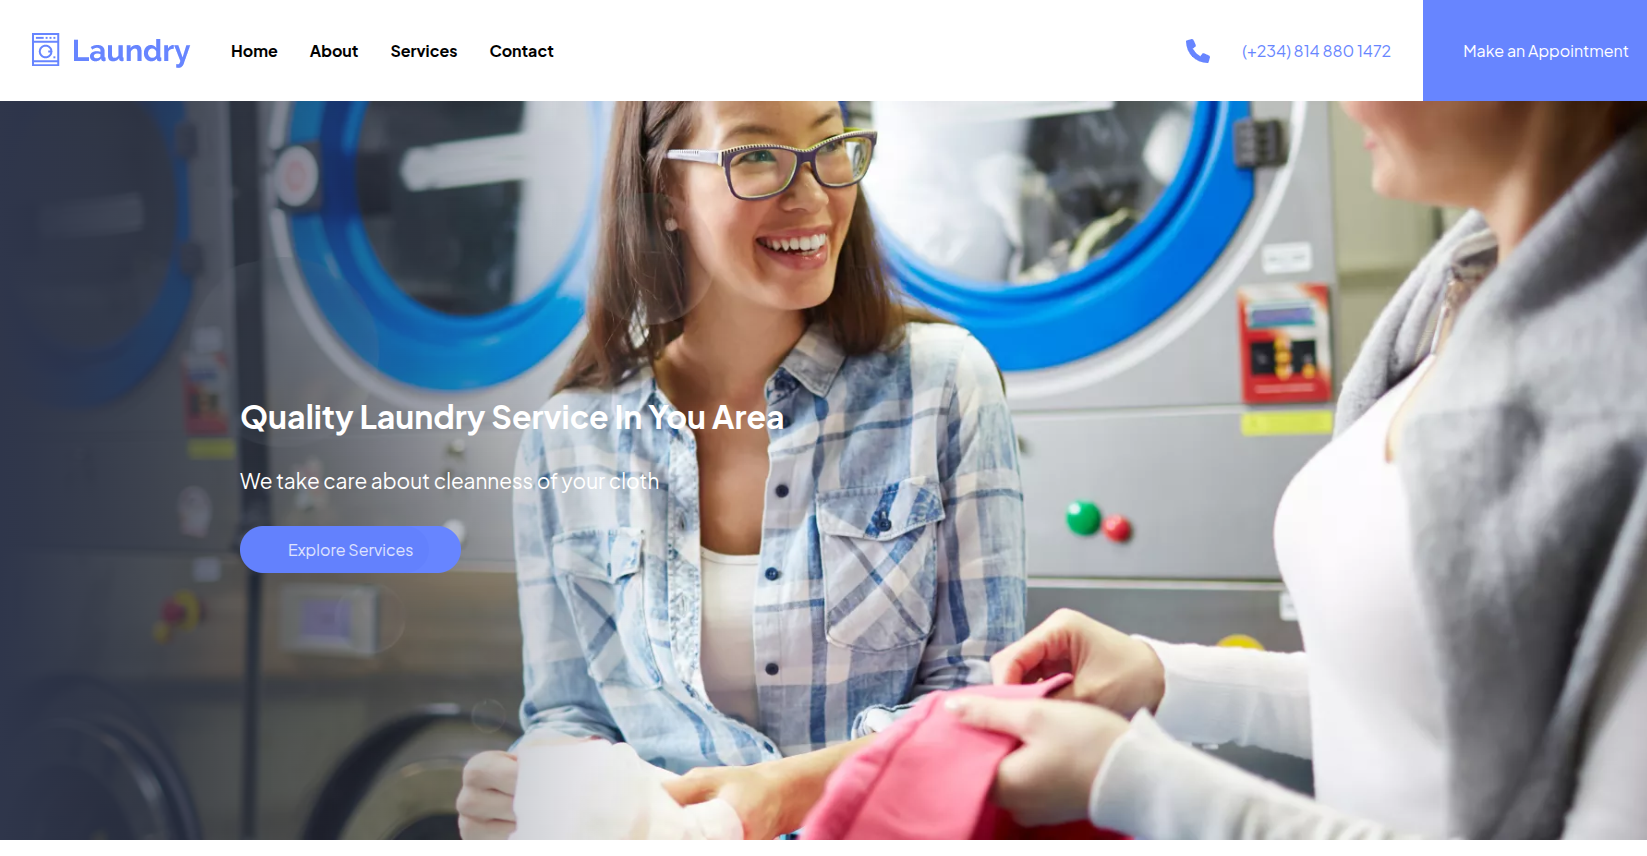 Laundry
Home About Services Contact
(+234) 814 880 1472
Make an Appointment
Quality Laundry Service In You Area
We take care about cleanness of your cloth
Explore Services